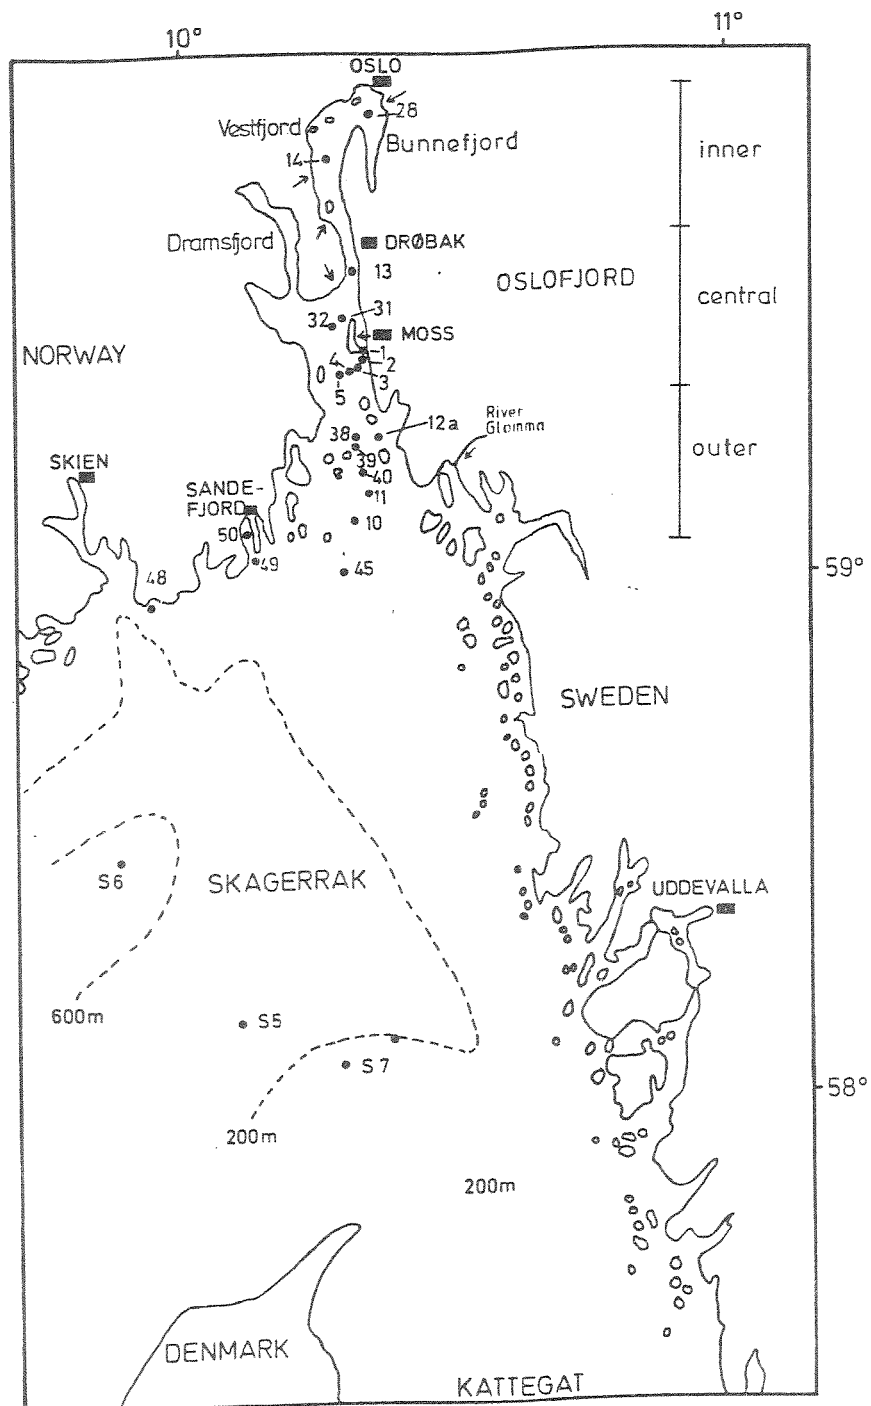 10°
11°
OSLO
28
Vestfjord
Bunnefjord
inner
14
Dramsfjord
DRØBAK
13
OSLOFJORD
central
31
32
MOSS
NORWAY
1
4
2
3
5
12a
River
Glomma
38
outer
39
SKIEN
40
SANDE-
FJORD
11
50
10
49
45
59°
48
SWEDEN
S6
SKAGERRAK
UDDEVALLA
600m
S5
S7
58°
200m
200m
DENMARK
KATTEGAT